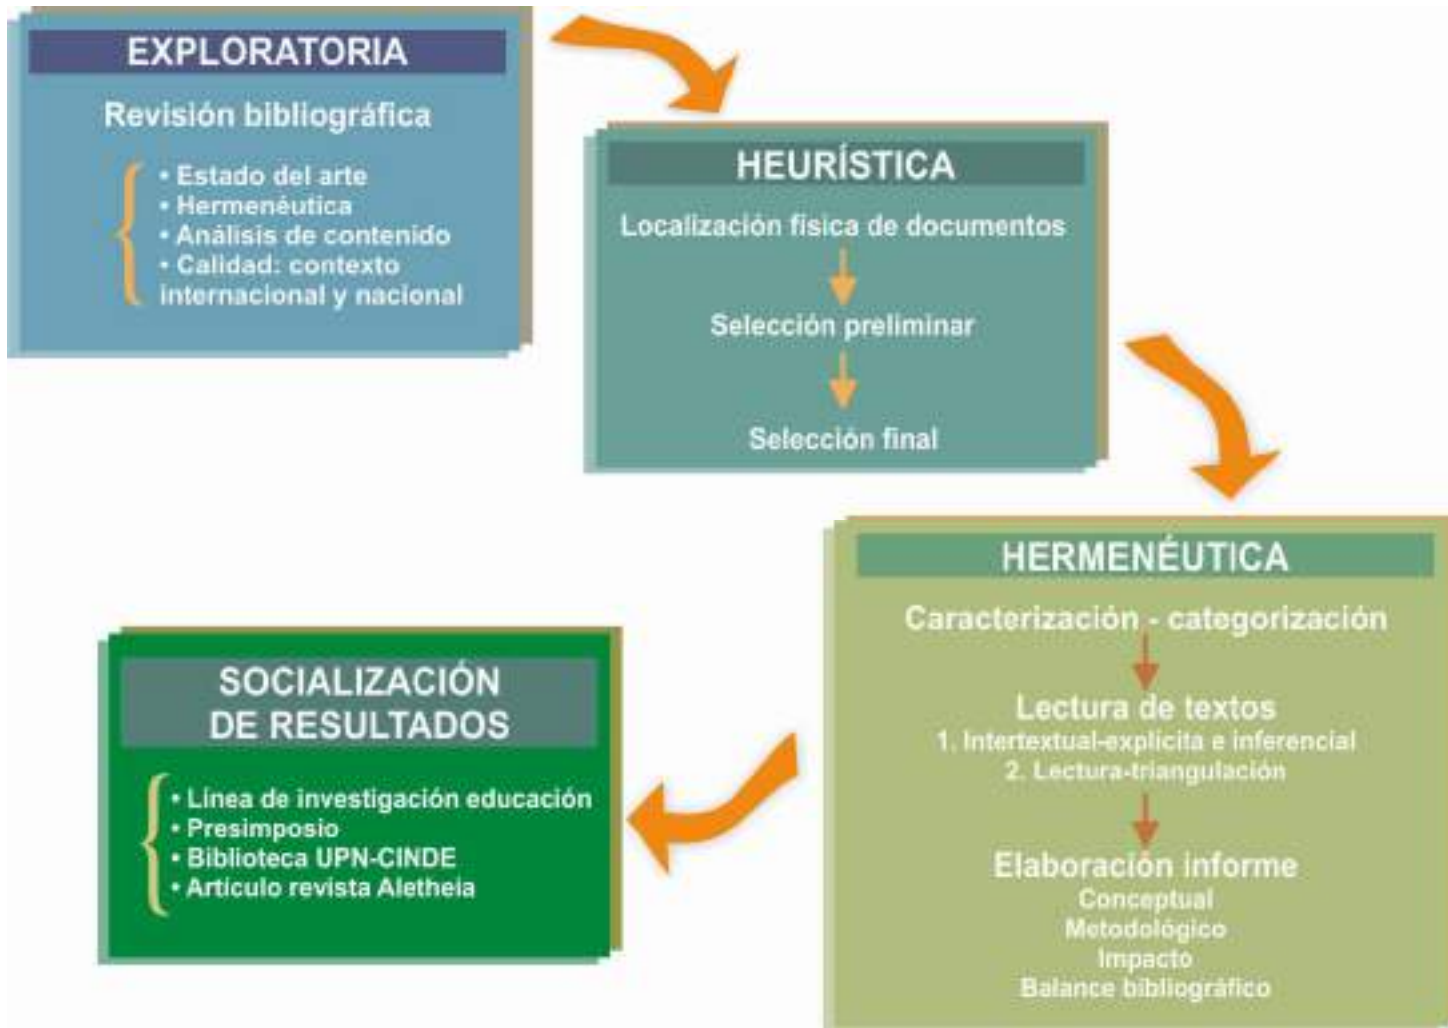 EXPLORATORIA
Revisión bibliográfica
• Estado del arte
• Hermenéutica
• Análisis de contenido
• Calidad: contexto
internacional y nacional
HEURÍSTICA
Localización física de documentos
Selección preliminar
Selección final
HERMENÉUTICA
Caracterización - categorización
Lectura de textos
1. Intertextual-explícita e inferencial
2. Lectura-triangulación
Elaboración informe
Conceptual
Metodológico
Impacto
Balance bibliográfico
SOCIALIZACIÓN
DE RESULTADOS
• Línea de investigación educación
• Presimposio
• Biblioteca UPN-CINDE
• Artículo revista Aletheia